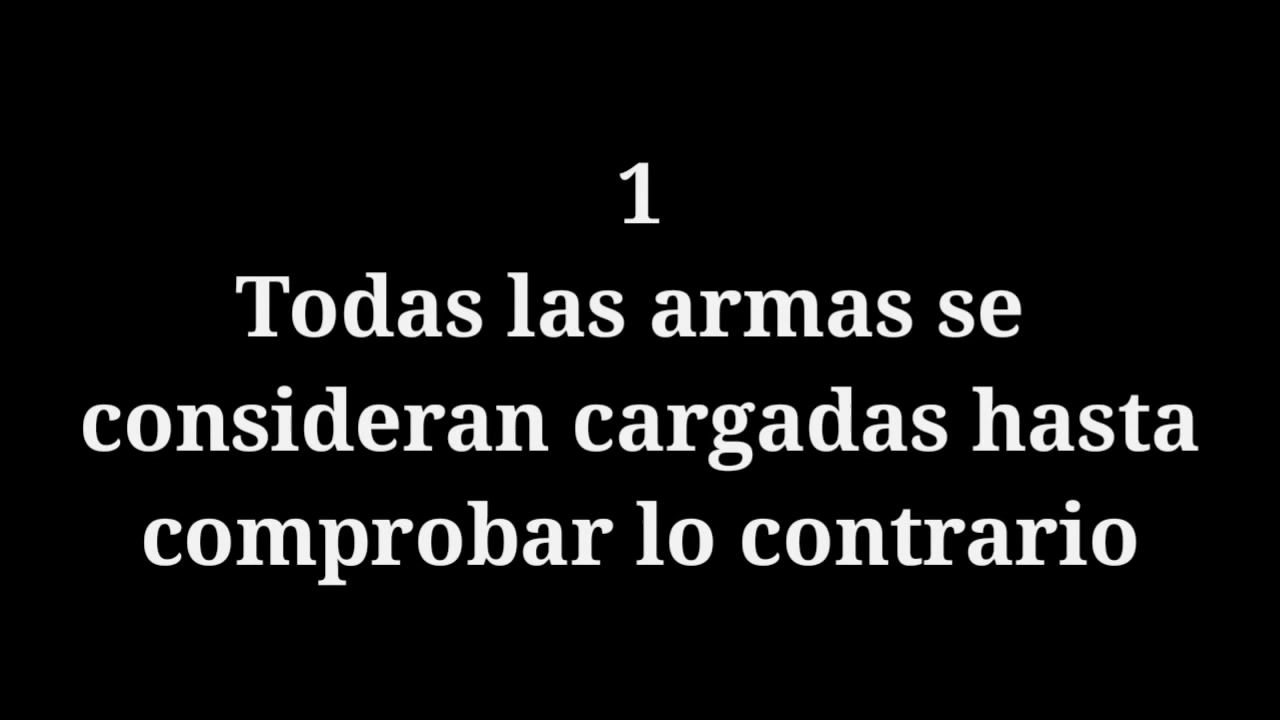 1
Todas las armas se
consideran cargadas hasta
comprobar lo contrario